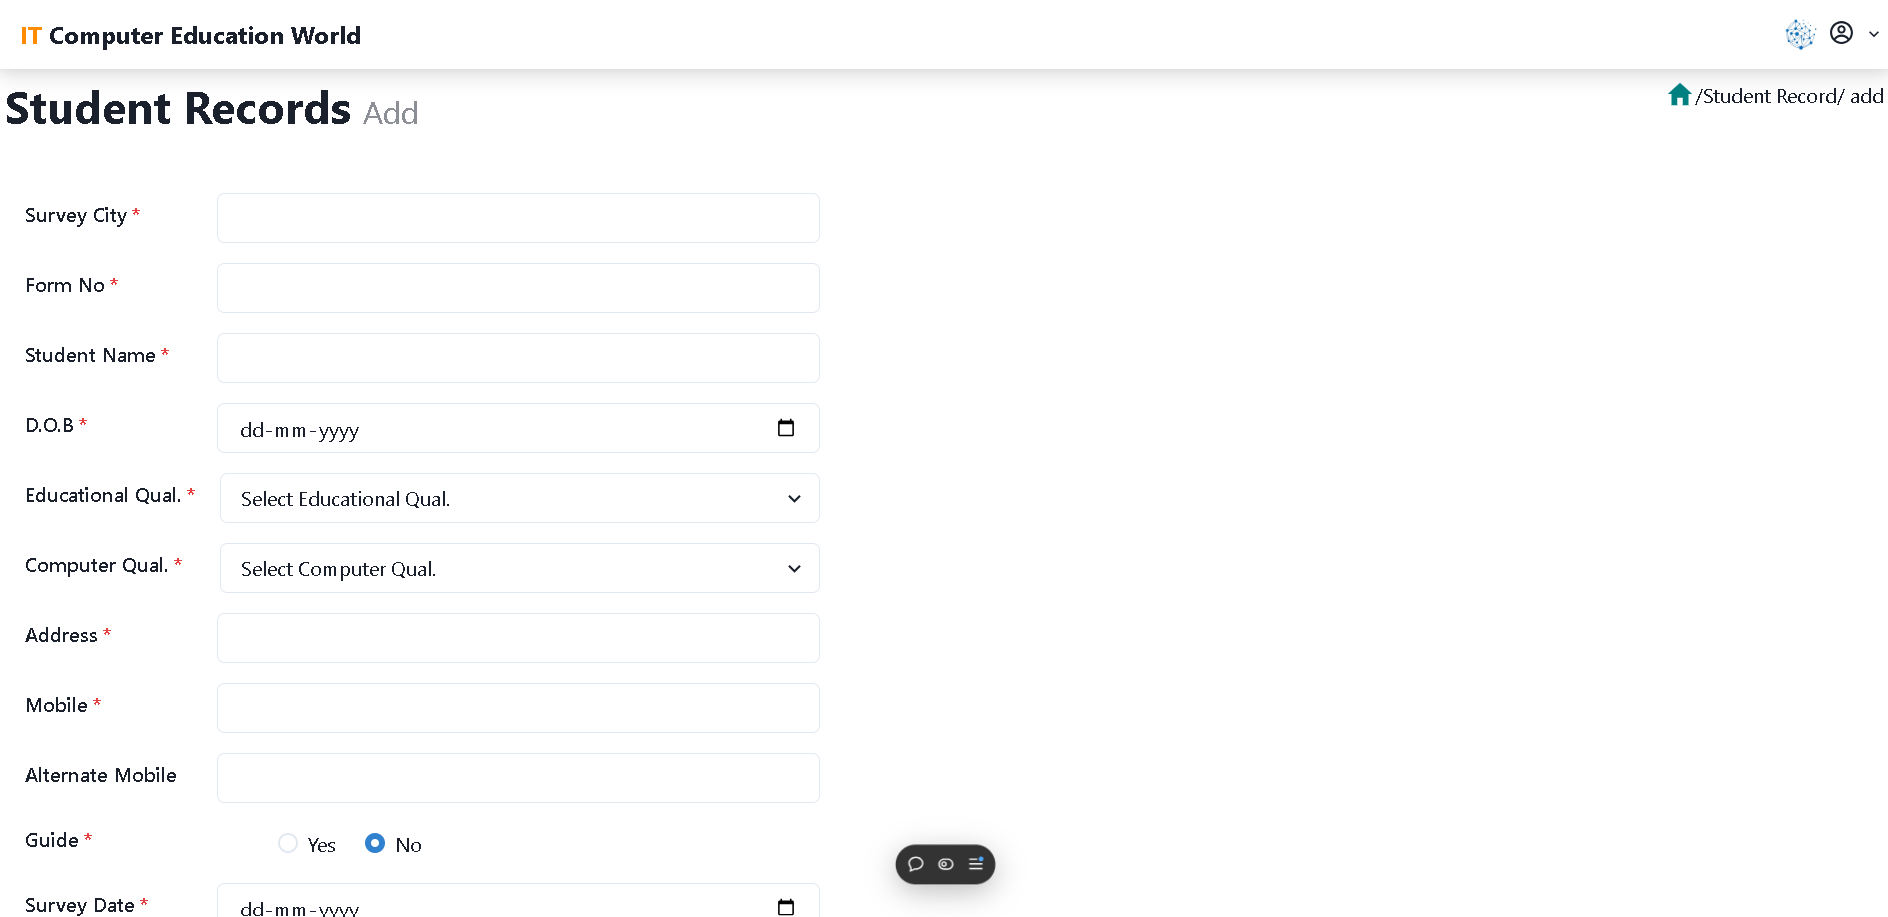 IT Computer Education World
Student Records Add
/Student Record/ add
Survey City *
Form No *
Student Name *
D.O.B *
dd-mm-yyyy
Educational Qual. *
Select Educational Qual.
Computer Qual. *
Select Computer Qual.
Address *
Mobile *
Alternate Mobile
Guide *
Yes
No
Survey Date *
dd-mm-yyyy